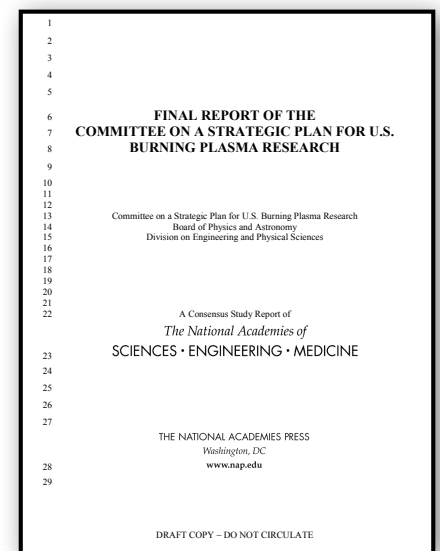 1
2
3
4
5
6 FINAL REPORT OF THE
7 COMMITTEE ON A STRATEGIC PLAN FOR U.S.
8 BURNING PLASMA RESEARCH
9
10
11
12
13 Committee on a Strategic Plan for U.S. Burning Plasma Research
14 Board of Physics and Astronomy
15 Division on Engineering and Physical Sciences
16
17
18
19
20
21
22 A Consensus Study Report of
The National Academies of
23 SCIENCES • ENGINEERING • MEDICINE
24
25
26
27
THE NATIONAL ACADEMIES PRESS
Washington, DC
28 www.nap.edu
29
DRAFT COPY – DO NOT CIRCULATE